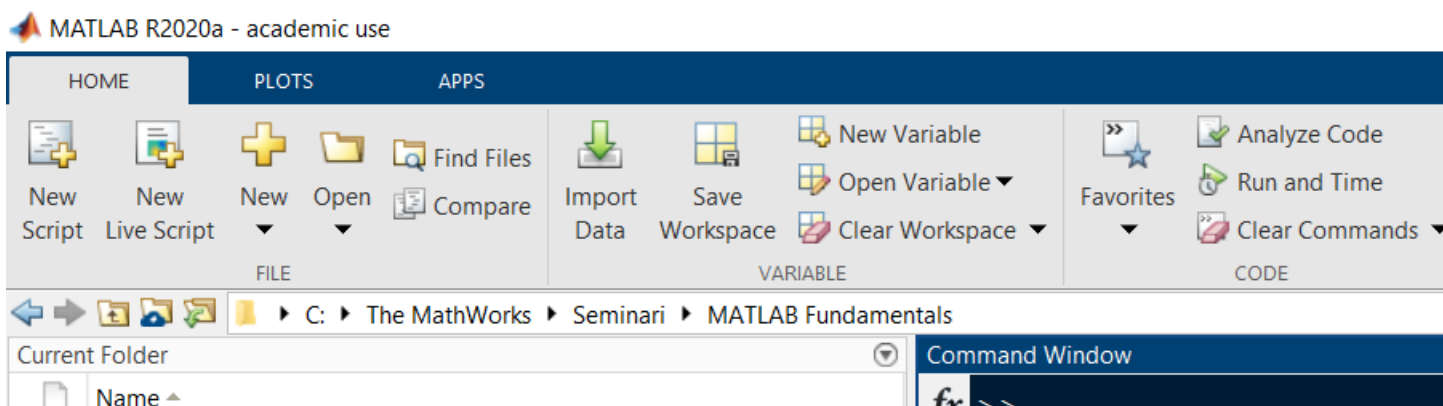 MATLAB R2020a - academic use
HOME PLOTS APPS
New Script
New Live Script
New
Open
Find Files
Compare
FILE
Import Data
Save Workspace
New Variable
Open Variable
Clear Workspace
VARIABLE
Favorites
Analyze Code
Run and Time
Clear Commands
CODE
C: The MathWorks Seminari MATLAB Fundamentals
Current Folder
Name
Command Window
fx >>